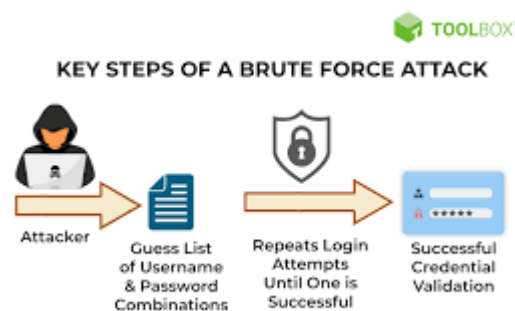 TOOLBOX
KEY STEPS OF A BRUTE FORCE ATTACK
Attacker
Guess List
of Username
& Password
Combinations
Repeats Login
Attempts
Until One is
Successful
*****
Successful
Credential
Validation